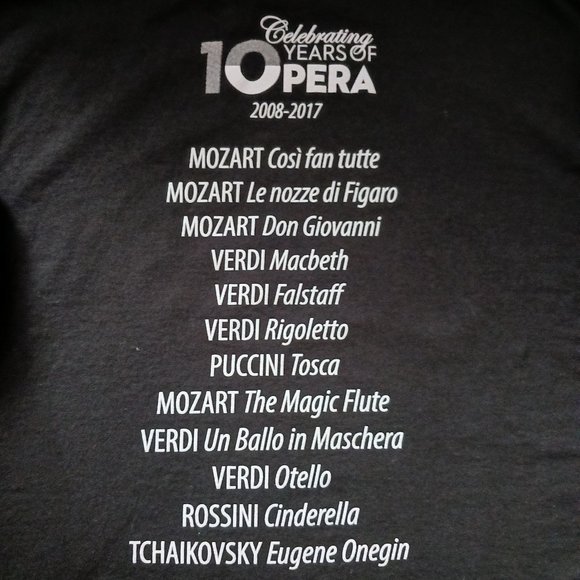 Celebrating
10 YEARS OF
OPERA
2008-2017
MOZART Così fan tutte
MOZART Le nozze di Figaro
MOZART Don Giovanni
VERDI Macbeth
VERDI Falstaff
VERDI Rigoletto
PUCCINI Tosca
MOZART The Magic Flute
VERDI Un Ballo in Maschera
VERDI Otello
ROSSINI Cinderella
TCHAIKOVSKY Eugene Onegin